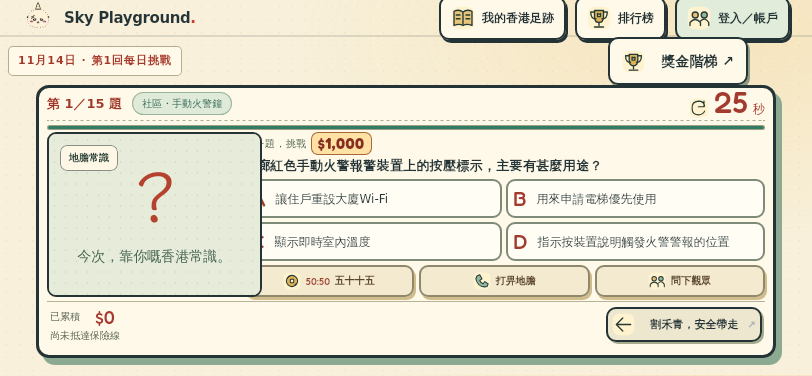 Sky Playground.
我的香港足跡
排行榜
登入／帳戶
11月14日 · 第1回每日挑戰
獎金階梯 ↗
第 1／15 題
社區 · 手動火警鐘
25 秒
地膽常識
?
今次，靠你嘅香港常識。
題，挑戰 $1,000
紅色手動火警報警裝置上的按壓標示，主要有甚麼用途？
讓住戶重設大廈Wi-Fi
B 用來申請電梯優先使用
顯示即時室內溫度
D 指示按裝置說明觸發火警警報的位置
50:50 五十十五
打畀地膽
問下觀眾
已累積 $0
尚未抵達保險線
割禾青，安全帶走 ↗